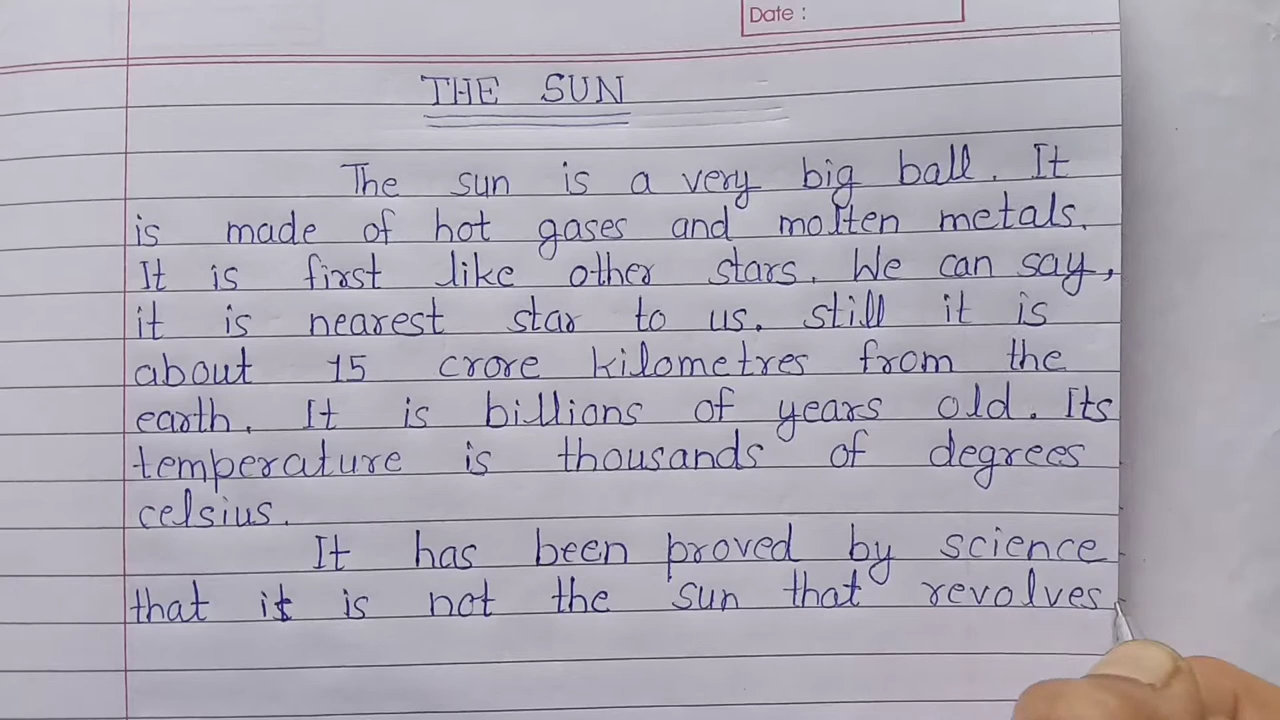 Date :
THE SUN
The sun is a very big ball. It
is made of hot gases and molten metals.
It is first like other stars. We can say,
it is nearest star to us. still it is
about 15 crore kilometres from the
earth. It is billions of years old. Its
temperature is thousands of degrees
celsius.
It has been proved by science
that it is not the sun that revolves